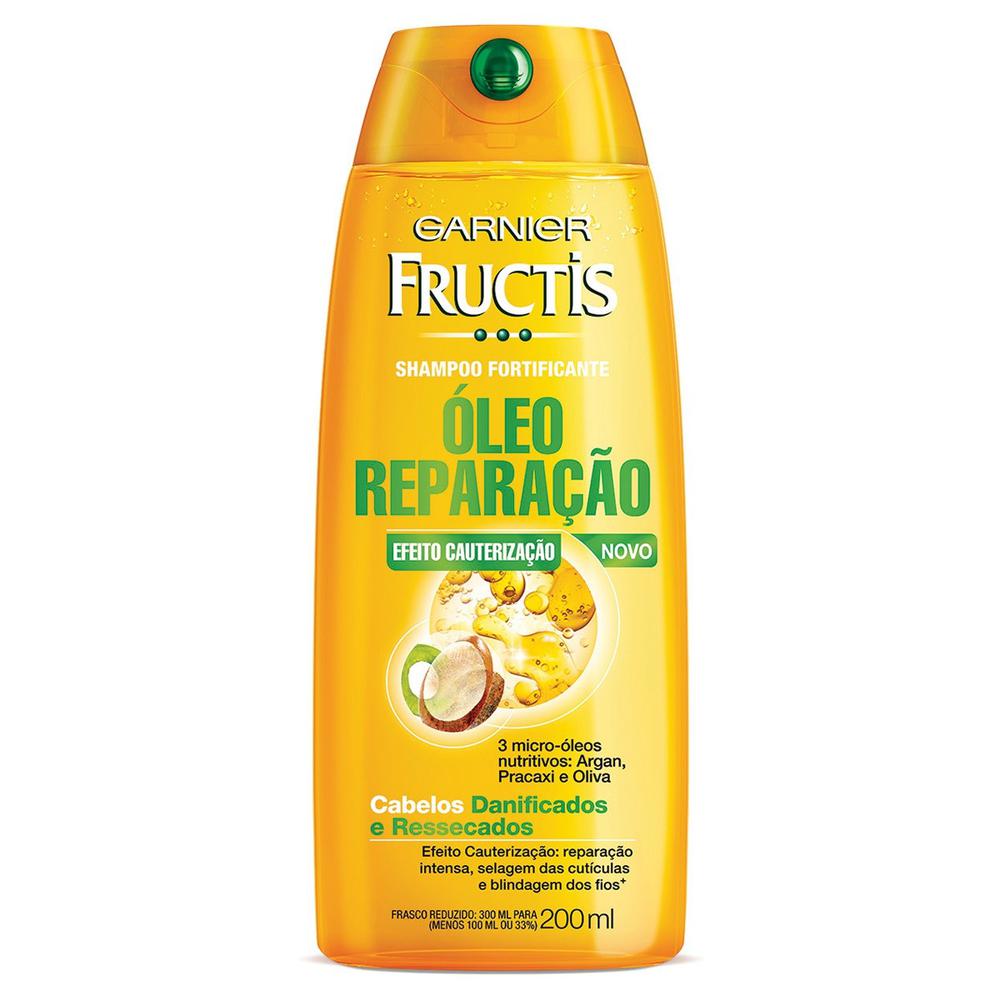 GARNIER
FRUCTiS
SHAMPOO FORTIFICANTE
ÓLEO
REPARAÇÃO
EFEITO CAUTERIZAÇÃO NOVO
3 micro-óleos
nutritivos: Argan,
Pracaxi e Oliva
Cabelos Danificados
e Ressecados
Efeito Cauterização: reparação
intensa, selagem das cutículas
e blindagem dos fios+
FRASCO REDUZIDO: 300 ML PARA 200 ml
(MENOS 100 ML OU 33%)